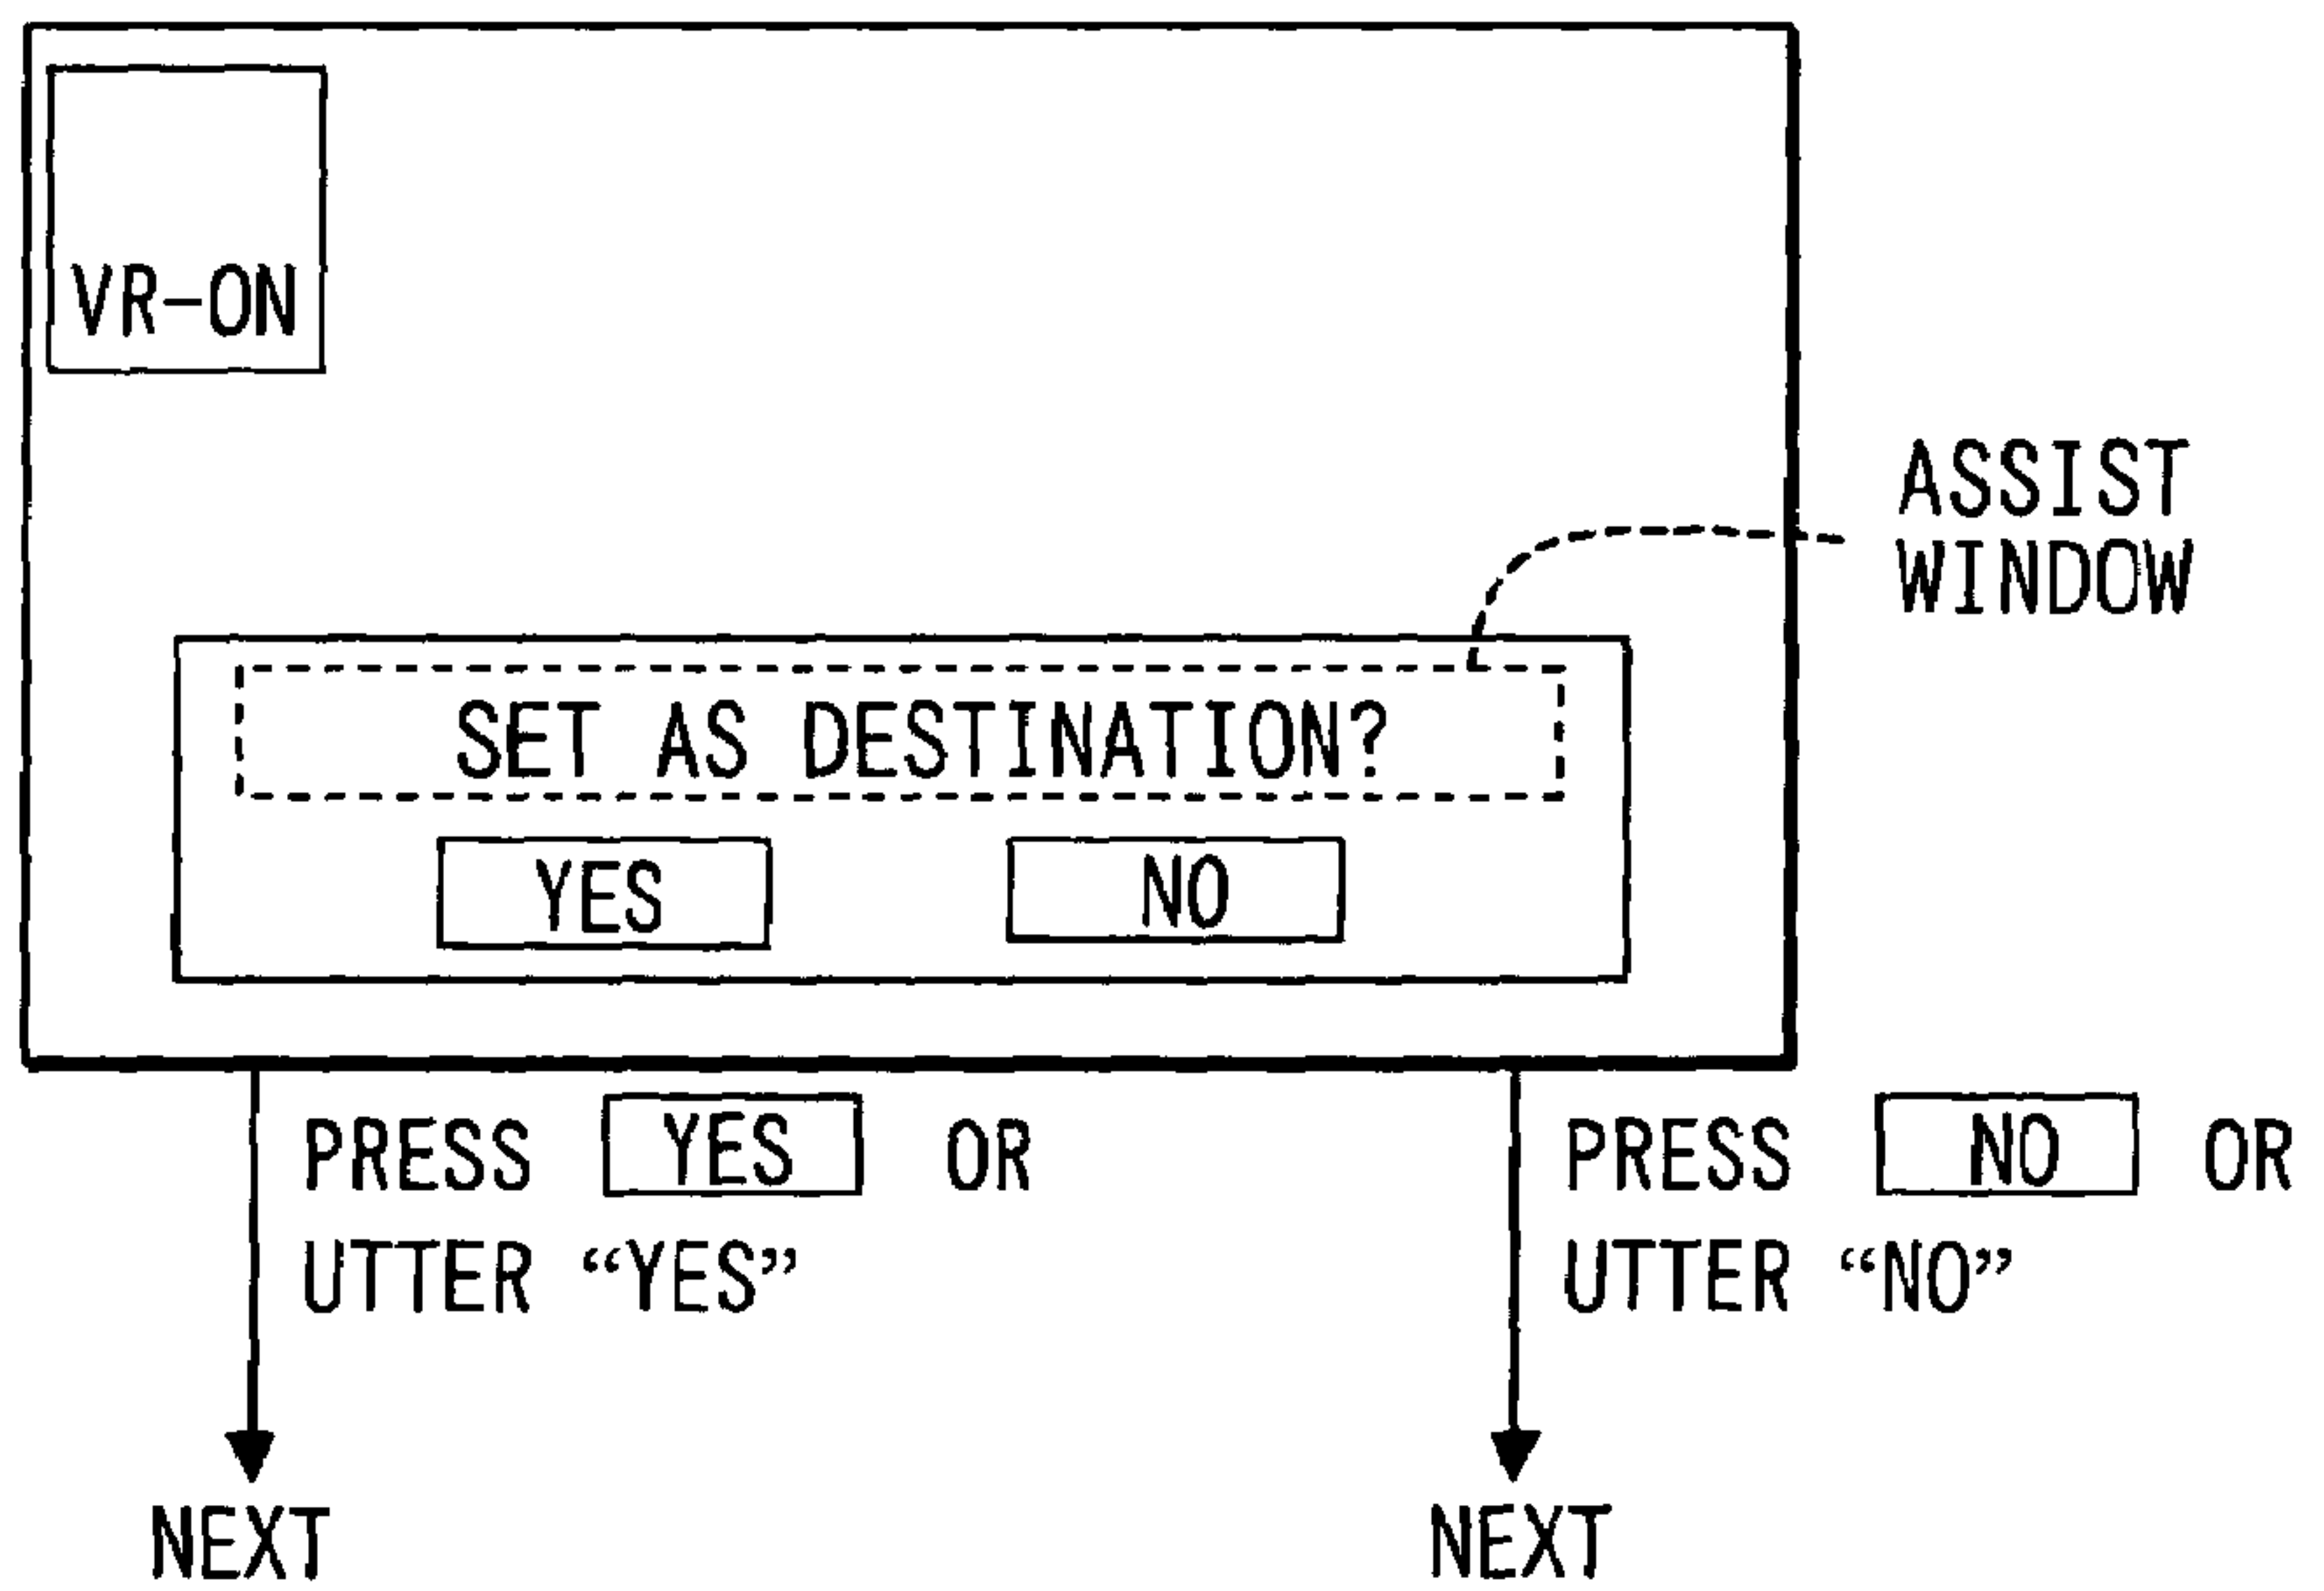 VR-ON
ASSIST
WINDOW
SET AS DESTINATION?
YES NO
PRESS YES OR
UTTER “YES”
PRESS NO OR
UTTER “NO”
NEXT
NEXT